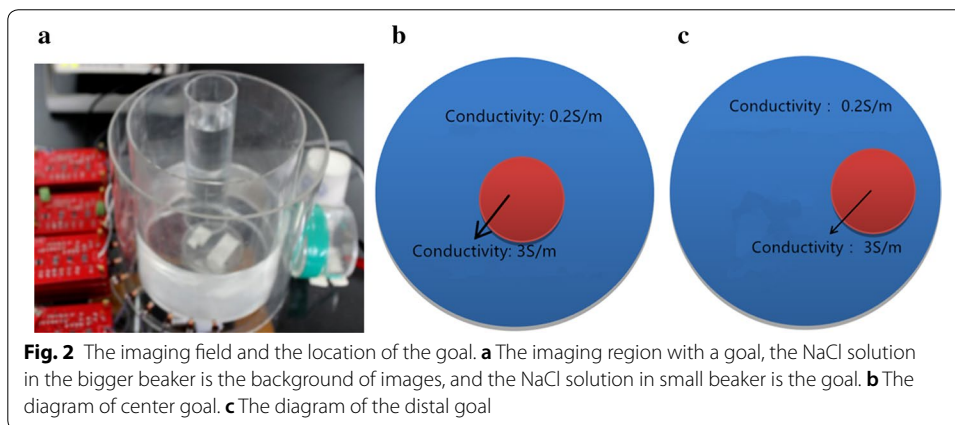 a
b
c
Conductivity: 0.2S/m
Conductivity: 3S/m
Conductivity： 0.2S/m
Conductivity： 3S/m
Fig. 2 The imaging field and the location of the goal. a The imaging region with a goal, the NaCl solution
in the bigger beaker is the background of images, and the NaCl solution in small beaker is the goal. b The
diagram of center goal. c The diagram of the distal goal